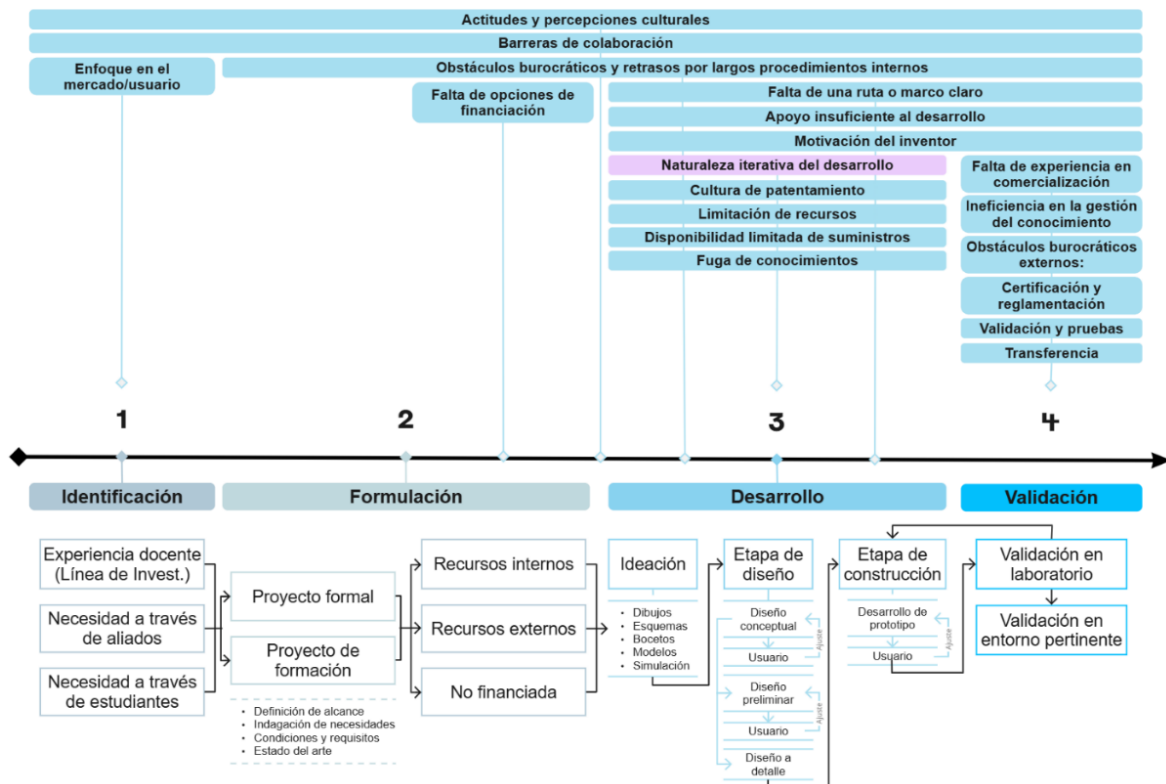 Actitudes y percepciones culturales
Barreras de colaboración
Enfoque en el
mercado/usuario
Obstáculos burocráticos y retrasos por largos procedimientos internos
Falta de opciones de
financiación
Falta de una ruta o marco claro
Apoyo insuficiente al desarrollo
Motivación del inventor
Naturaleza iterativa del desarrollo
Cultura de patentamiento
Limitación de recursos
Disponibilidad limitada de suministros
Fuga de conocimientos
Falta de experiencia en
comercialización
Ineficiencia en la gestión
del conocimiento
Obstáculos burocráticos
externos:
Certificación y
reglamentación
Validación y pruebas
Transferencia
1
2
3
4
Identificación
Formulación
Desarrollo
Validación
Experiencia docente
(Línea de Invest.)
Necesidad a través
de aliados
Necesidad a través
de estudiantes
Proyecto formal
Proyecto de
formación
• Definición de alcance
• Indagación de necesidades
• Condiciones y requisitos
• Estado del arte
Recursos internos
Recursos externos
No financiada
Ideación
• Dibujos
• Esquemas
• Bocetos
• Modelos
• Simulación
Etapa de
diseño
Diseño
conceptual
Usuario
Ajuste
Diseño
preliminar
Usuario
Ajuste
Diseño a
detalle
Etapa de
construcción
Desarrollo de
prototipo
Usuario
Ajuste
Validación en
laboratorio
Validación en
entorno pertinente